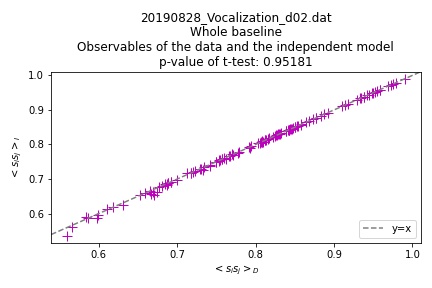 20190828_Vocalization_d02.dat
Whole baseline
Observables of the data and the independent model
p-value of t-test: 0.95181
1.0
0.9
0.8
0.7
0.6
< s_i s_j >_I
0.6 0.7 0.8 0.9 1.0
< s_i s_j >_D
y=x